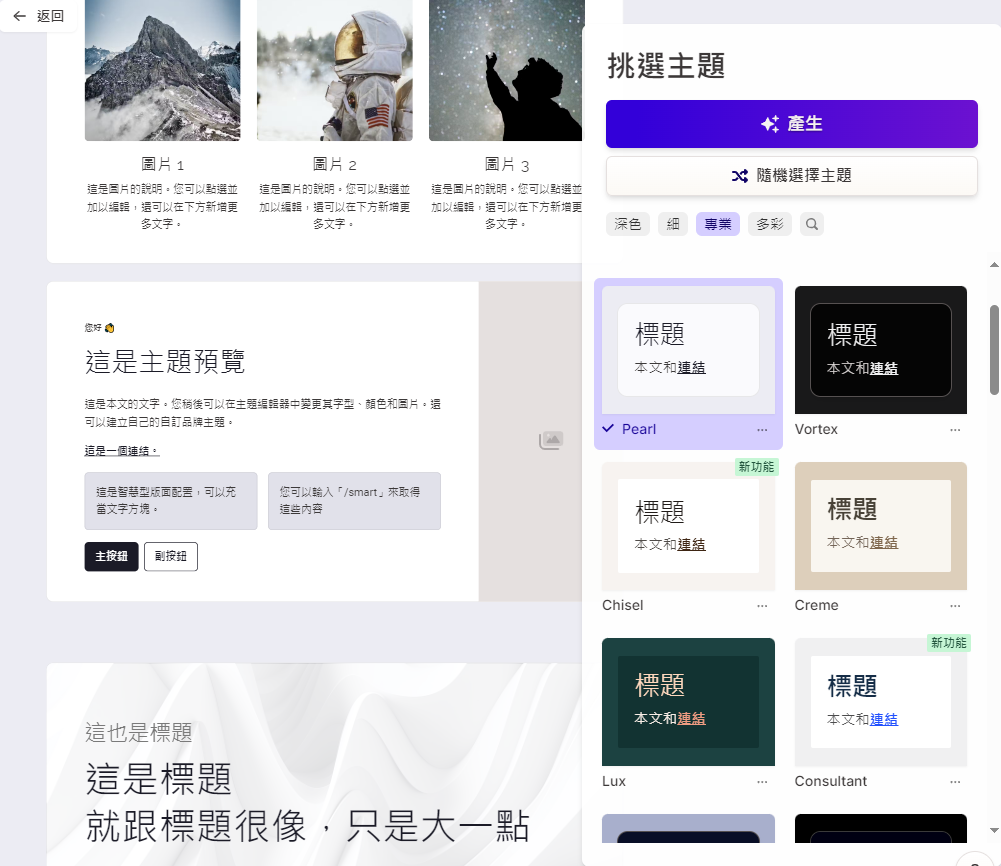 返回
圖片 1
這是圖片的說明。您可以點選並
加以編輯，還可以在下方新增更
多文字。
圖片 2
這是圖片的說明。您可以點選並
加以編輯，還可以在下方新增更
多文字。
圖片 3
這是圖片的說明。您可以點選並
加以編輯，還可以在下方新增更
多文字。
您好
這是主題預覽
這是本文的文字。您稍後可以在主題編輯器中變更其字型、顏色和圖片。還
可以建立自己的自訂品牌主題。
這是一個連結。
這是智慧型版面配置，可以充
當文字方塊。
您可以輸入「/smart」來取得
這些內容
主按鈕
副按鈕
這也是標題
這是標題
就跟標題很像，只是大一點
挑選主題
產生
隨機選擇主題
深色
細
專業
多彩
標題
本文和連結
Pearl
標題
本文和連結
Vortex
新功能
標題
本文和連結
Chisel
標題
本文和連結
Creme
標題
本文和連結
Lux
新功能
標題
本文和連結
Consultant